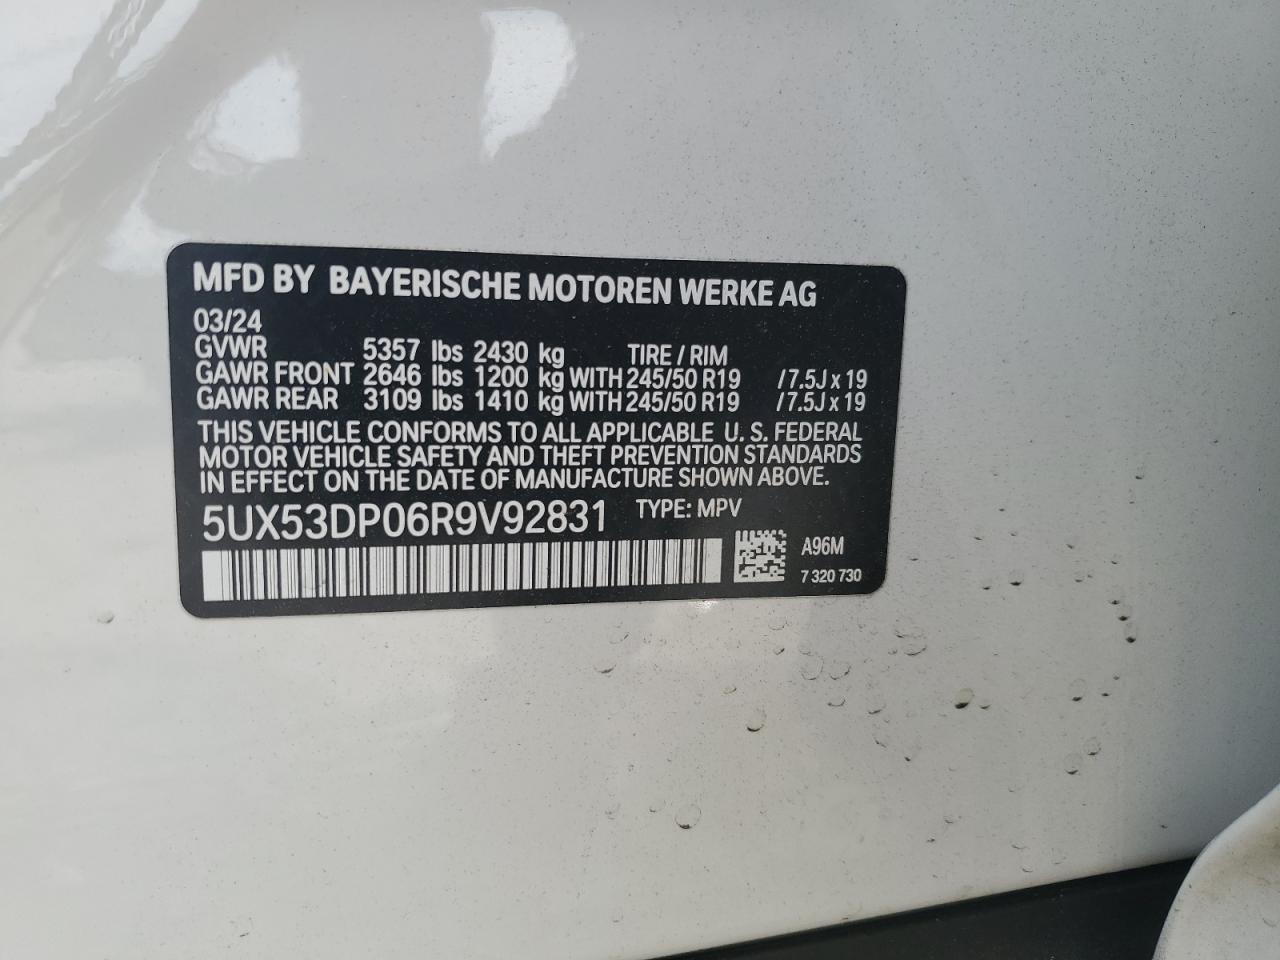 MFD BY BAYERISCHE MOTOREN WERKE AG
03/24
GVWR 5357 lbs 2430 kg TIRE / RIM
GAWR FRONT 2646 lbs 1200 kg WITH 245/50 R19 / 7.5J x 19
GAWR REAR 3109 lbs 1410 kg WITH 245/50 R19 / 7.5J x 19
THIS VEHICLE CONFORMS TO ALL APPLICABLE U. S. FEDERAL
MOTOR VEHICLE SAFETY AND THEFT PREVENTION STANDARDS
IN EFFECT ON THE DATE OF MANUFACTURE SHOWN ABOVE.
5UX53DP06R9V92831 TYPE: MPV
A96M
7 320 730